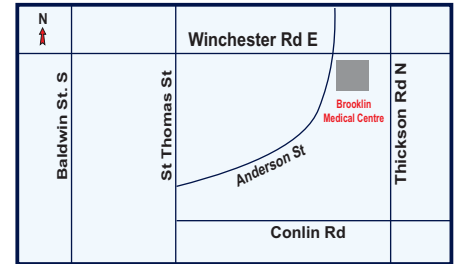 N
Winchester Rd E
Baldwin St. S
St Thomas St
Thickson Rd N
Brooklin
Medical Centre
Anderson St
Conlin Rd